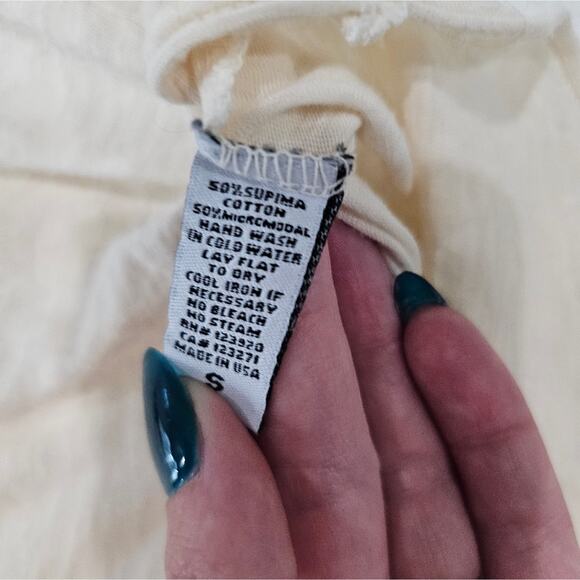 50% SUPIMA
COTTON
50% MICROMODAL
HAND WASH
IN COLD WATER
LAY FLAT
TO DRY
COOL IRON IF
NECESSARY
NO BLEACH
NO STEAM
RN# 123920
CA# 123271
MADE IN USA
S